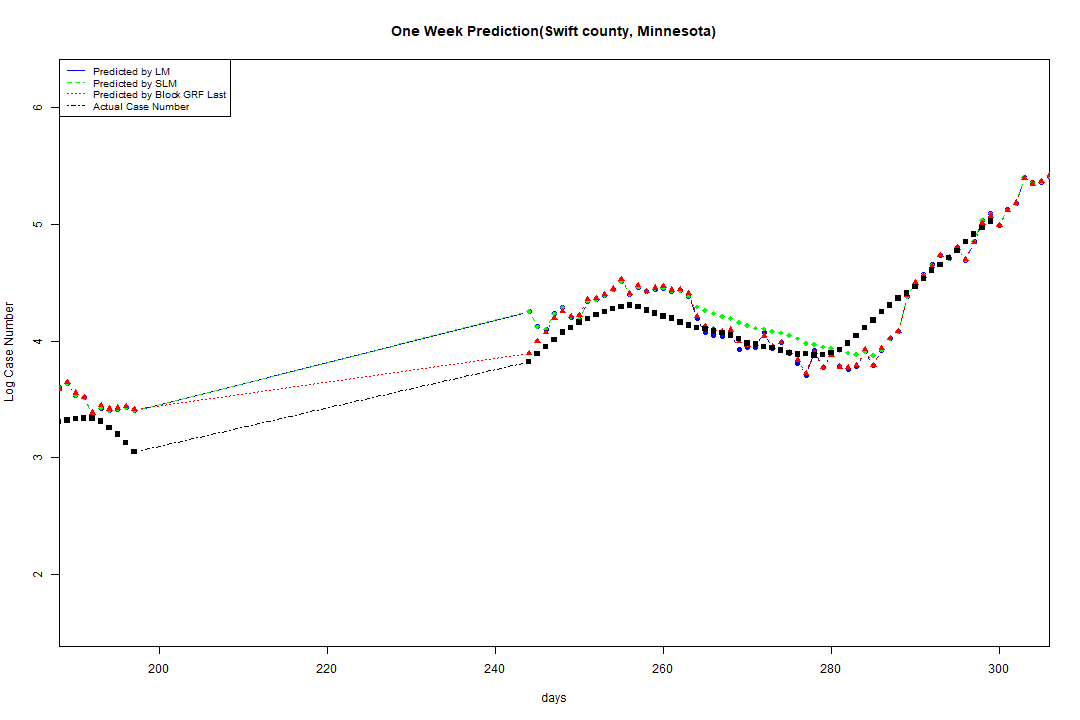 One Week Prediction(Swift county, Minnesota)
Predicted by LM
Predicted by SLM
Predicted by Block GRF Last
Actual Case Number
6
5
4
3
2
Log Case Number
200 220 240 260 280 300
days